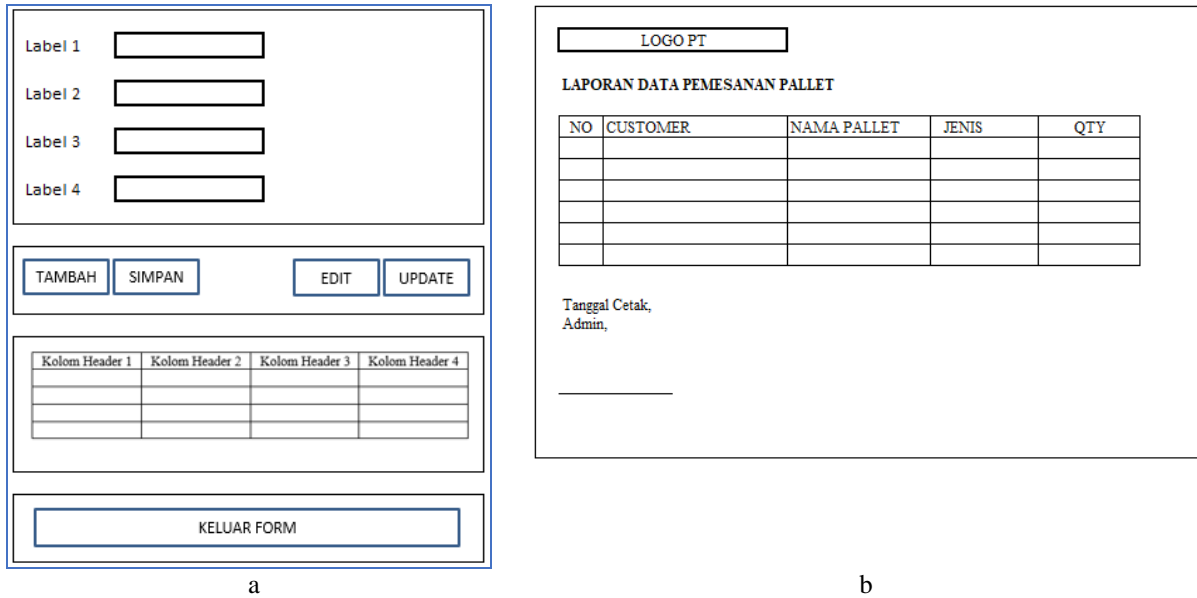 Label 1
Label 2
Label 3
Label 4
TAMBAH SIMPAN EDIT UPDATE
Kolom Header 1 Kolom Header 2 Kolom Header 3 Kolom Header 4
KELUAR FORM
a
LOGO PT
LAPORAN DATA PEMESANAN PALLET
NO CUSTOMER NAMA PALLET JENIS QTY
Tanggal Cetak,
Admin,
b